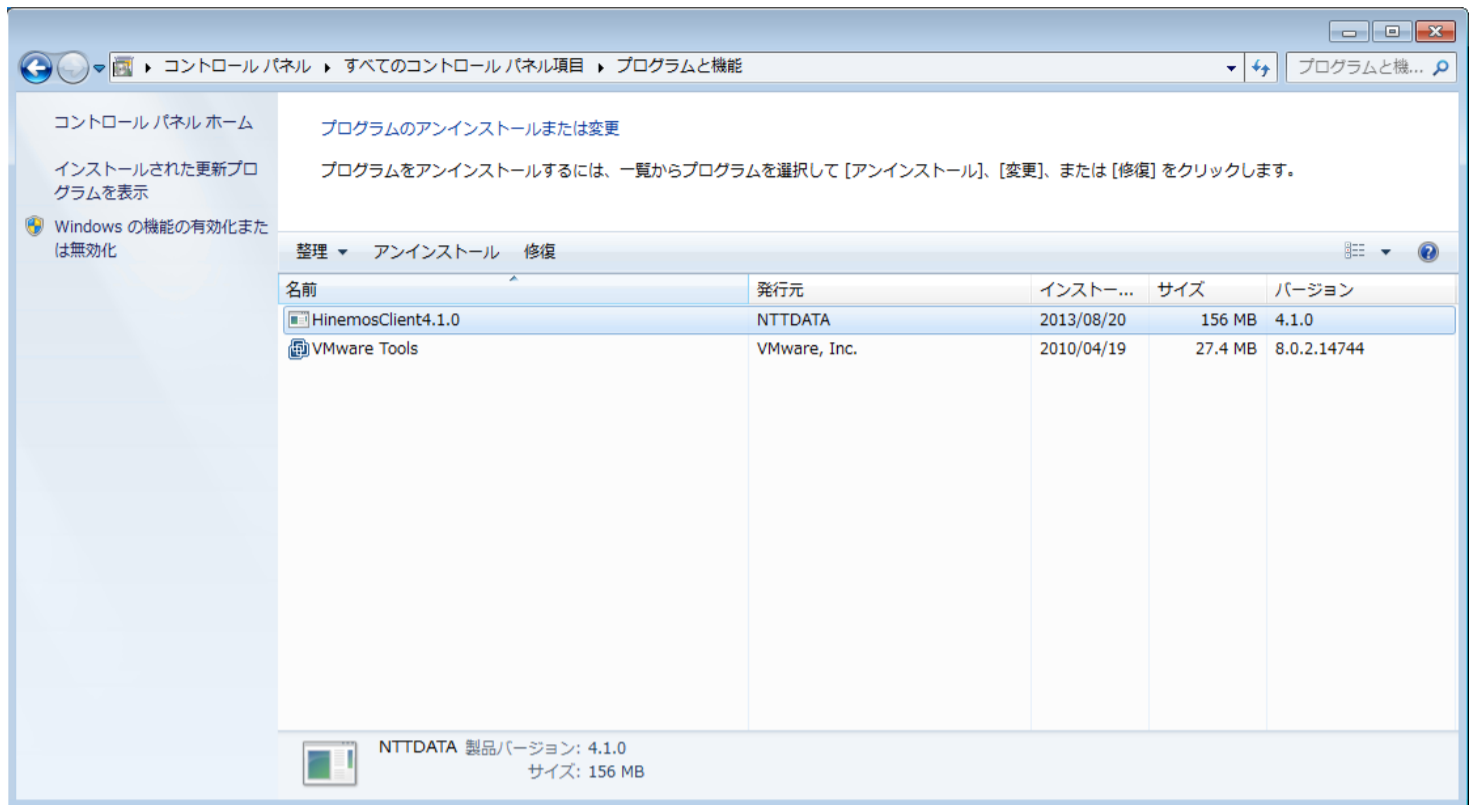 コントロール パネル ▸ すべてのコントロール パネル項目 ▸ プログラムと機能
プログラムと機...
コントロール パネル ホーム
インストールされた更新プロ
グラムを表示
Windows の機能の有効化また
は無効化
プログラムのアンインストールまたは変更
プログラムをアンインストールするには、一覧からプログラムを選択して [アンインストール]、[変更]、または [修復] をクリックします。
整理 アンインストール 修復
名前 発行元 インストー... サイズ バージョン
HinemosClient4.1.0 NTTDATA 2013/08/20 156 MB 4.1.0
VMware Tools VMware, Inc. 2010/04/19 27.4 MB 8.0.2.14744
NTTDATA 製品バージョン: 4.1.0
サイズ: 156 MB